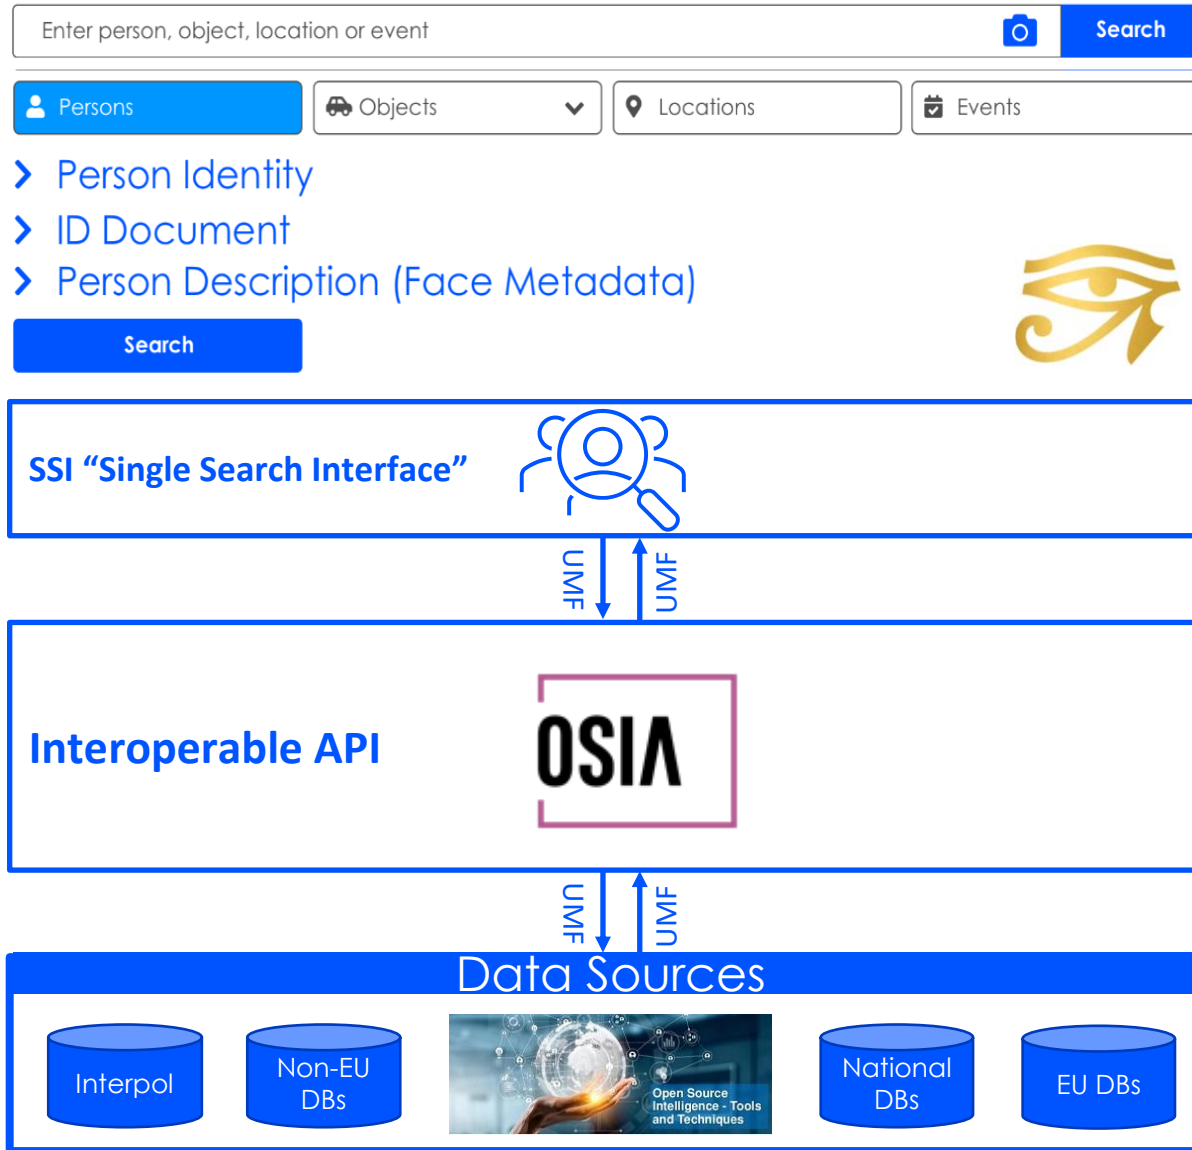 Enter person, object, location or event
Search
Persons
Objects
Locations
Events
Person Identity
ID Document
Person Description (Face Metadata)
Search
SSI “Single Search Interface”
UMF
UMF
Interoperable API
OSIA
UMF
UMF
Data Sources
Interpol
Non-EU
DBs
Open Source
Intelligence - Tools
and Techniques
National
DBs
EU DBs